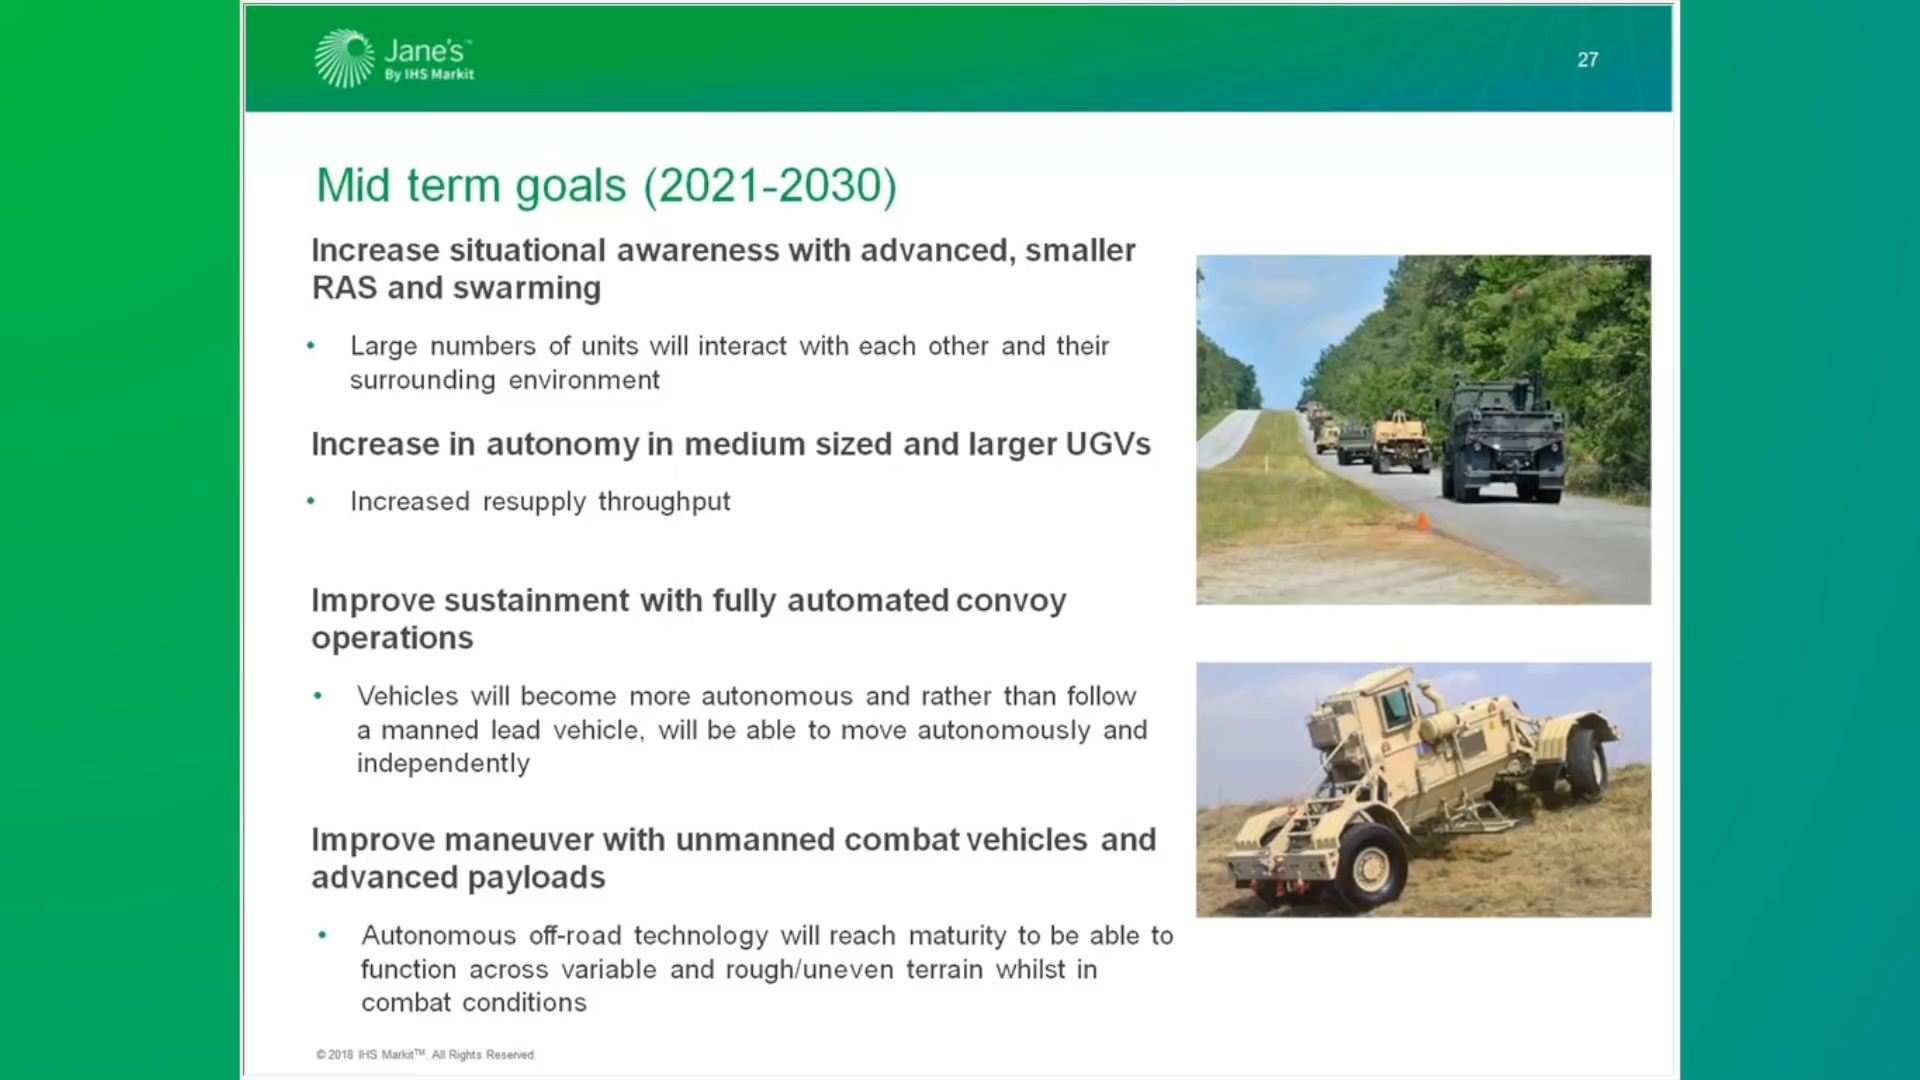 Jane's™
By IHS Markit
27
Mid term goals (2021-2030)
Increase situational awareness with advanced, smaller
RAS and swarming
• Large numbers of units will interact with each other and their
surrounding environment
Increase in autonomy in medium sized and larger UGVs
• Increased resupply throughput
Improve sustainment with fully automated convoy
operations
• Vehicles will become more autonomous and rather than follow
a manned lead vehicle, will be able to move autonomously and
independently
Improve maneuver with unmanned combat vehicles and
advanced payloads
• Autonomous off-road technology will reach maturity to be able to
function across variable and rough/uneven terrain whilst in
combat conditions
© 2018 IHS Markit™. All Rights Reserved.